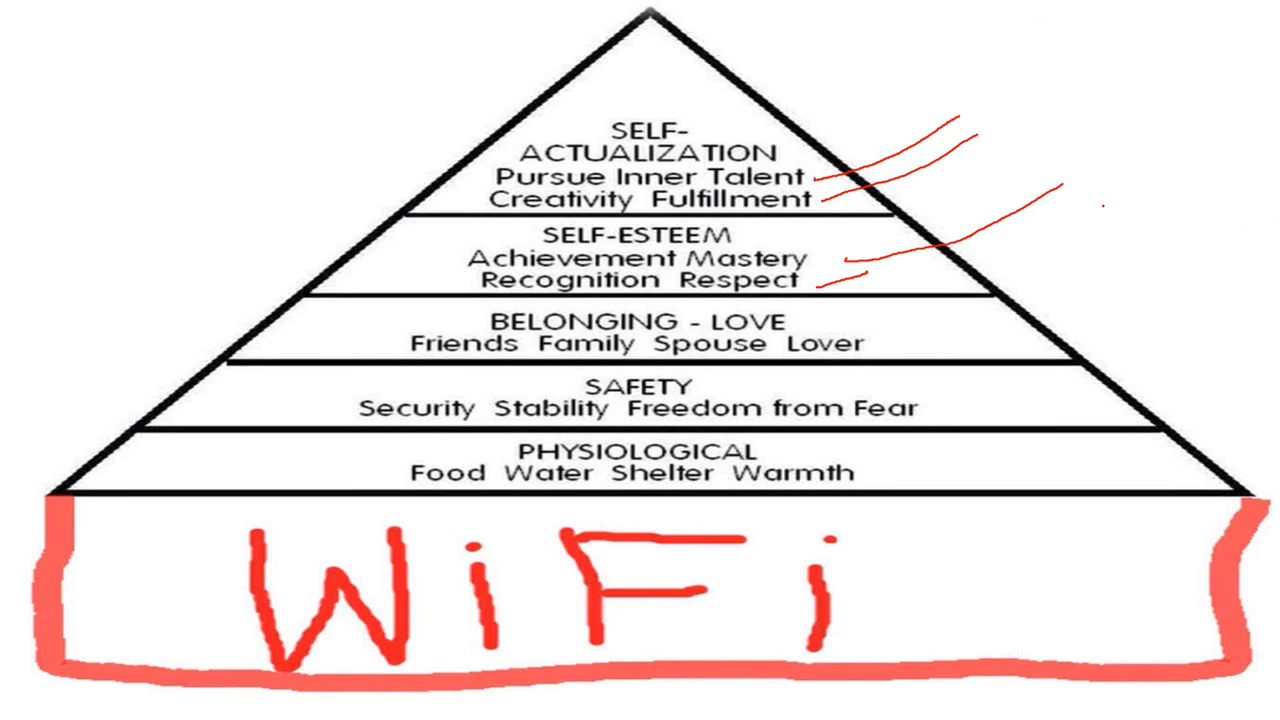 SELF-
ACTUALIZATION
Pursue Inner Talent
Creativity Fulfillment
SELF-ESTEEM
Achievement Mastery
Recognition Respect
BELONGING - LOVE
Friends Family Spouse Lover
SAFETY
Security Stability Freedom from Fear
PHYSIOLOGICAL
Food Water Shelter Warmth
WiFi